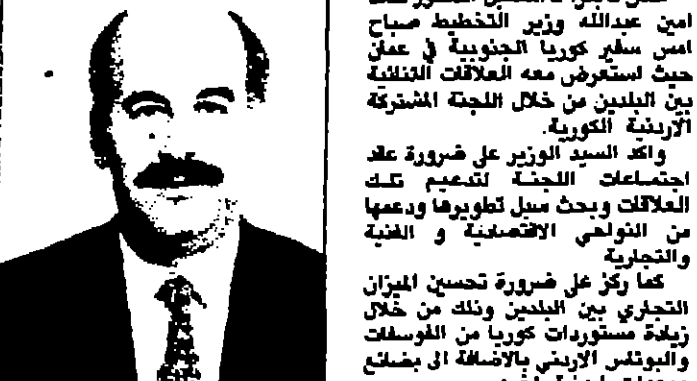 امين عبدالله وزير التخطيط صباح
امس سفير كوريا الجنوبية في عمان
حيث استعرض معه العلاقات الثنائية
بين البلدين من خلال اللجنة المشتركة
الاردنية الكورية.
واكد السيد الوزير على ضرورة عقد
اجتماعات اللجنة لتدعيم تلك
العلاقات وبحث سبل تطويرها ودعمها
من النواحي الاقتصادية و الفنية
والتجارية
كما ركز على ضرورة تحسين الميزان
التجاري بين البلدين وذلك من خلال
زيادة مستوردات كوريا من الفوسفات
والبوتاس الاردني بالاضافة الى بضائع